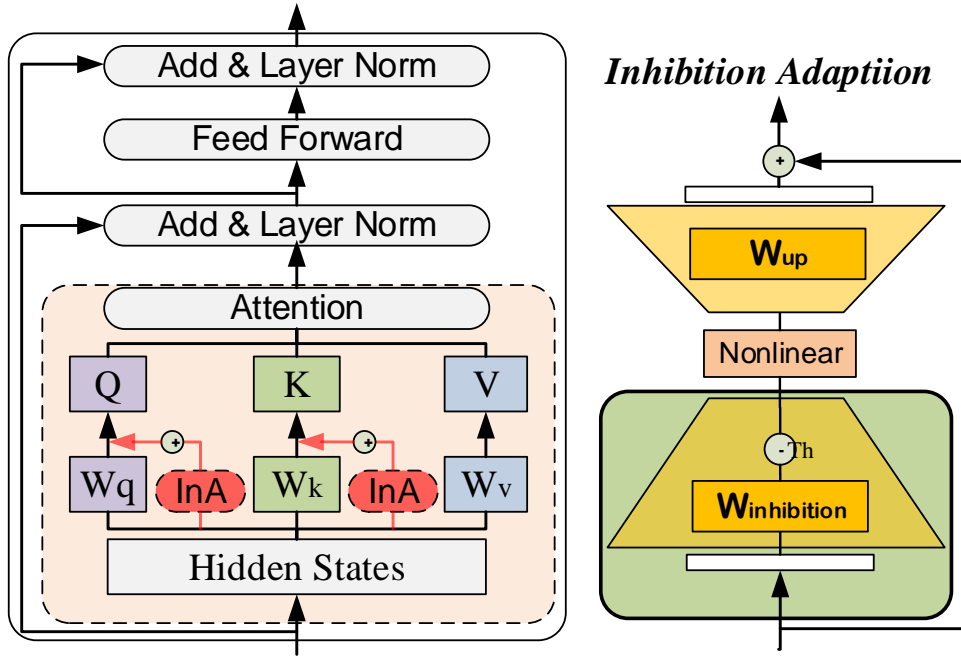 Add & Layer Norm
Feed Forward
Add & Layer Norm
Attention
Q K V
+ +
Wq InA Wk InA Wv
Hidden States
Inhibition Adaptiion
+
Wup
Nonlinear
- Th
Winhibition